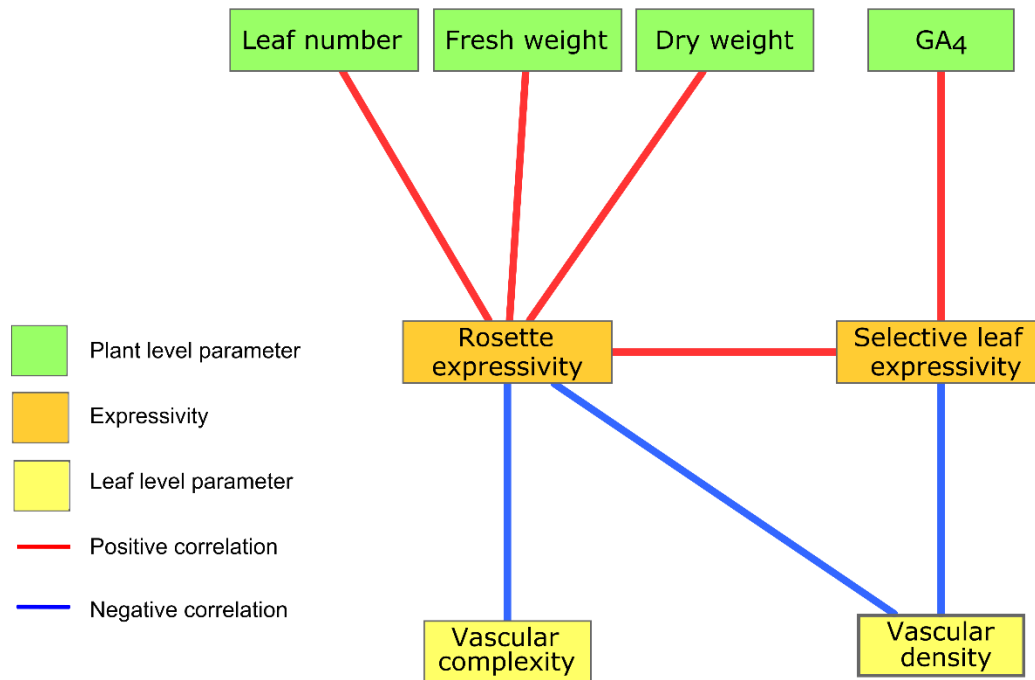 Leaf number
Fresh weight
Dry weight
GA4
Rosette
expressivity
Selective leaf
expressivity
Plant level parameter
Expressivity
Leaf level parameter
Positive correlation
Negative correlation
Vascular
complexity
Vascular
density